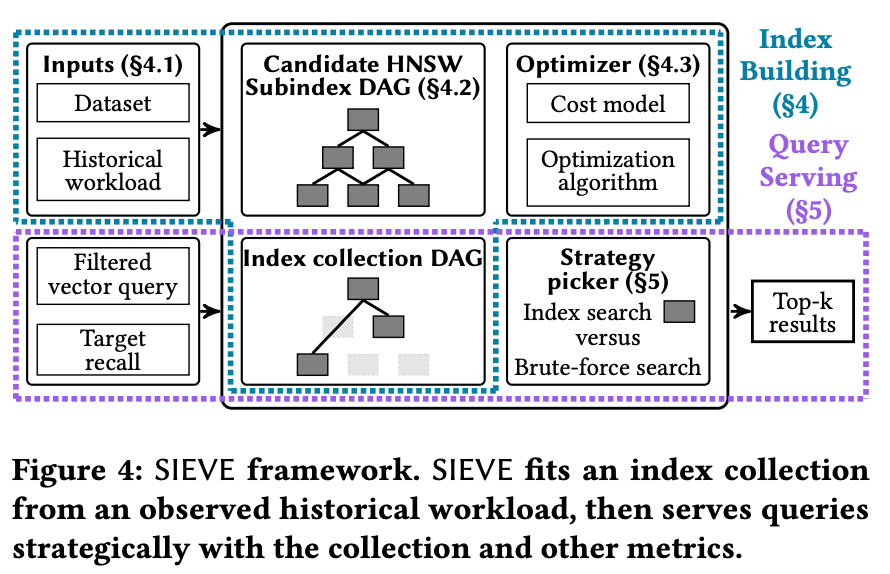 Inputs (§4.1)
Dataset
Historical
workload
Candidate HNSW
Subindex DAG (§4.2)
Optimizer (§4.3)
Cost model
Optimization
algorithm
Index
Building
(§4)
Query
Serving
(§5)
Filtered
vector query
Target
recall
Index collection DAG
Strategy
picker (§5)
Index search
versus
Brute-force search
Top-k
results
Figure 4: SIEVE framework. SIEVE fits an index collection
from an observed historical workload, then serves queries
strategically with the collection and other metrics.